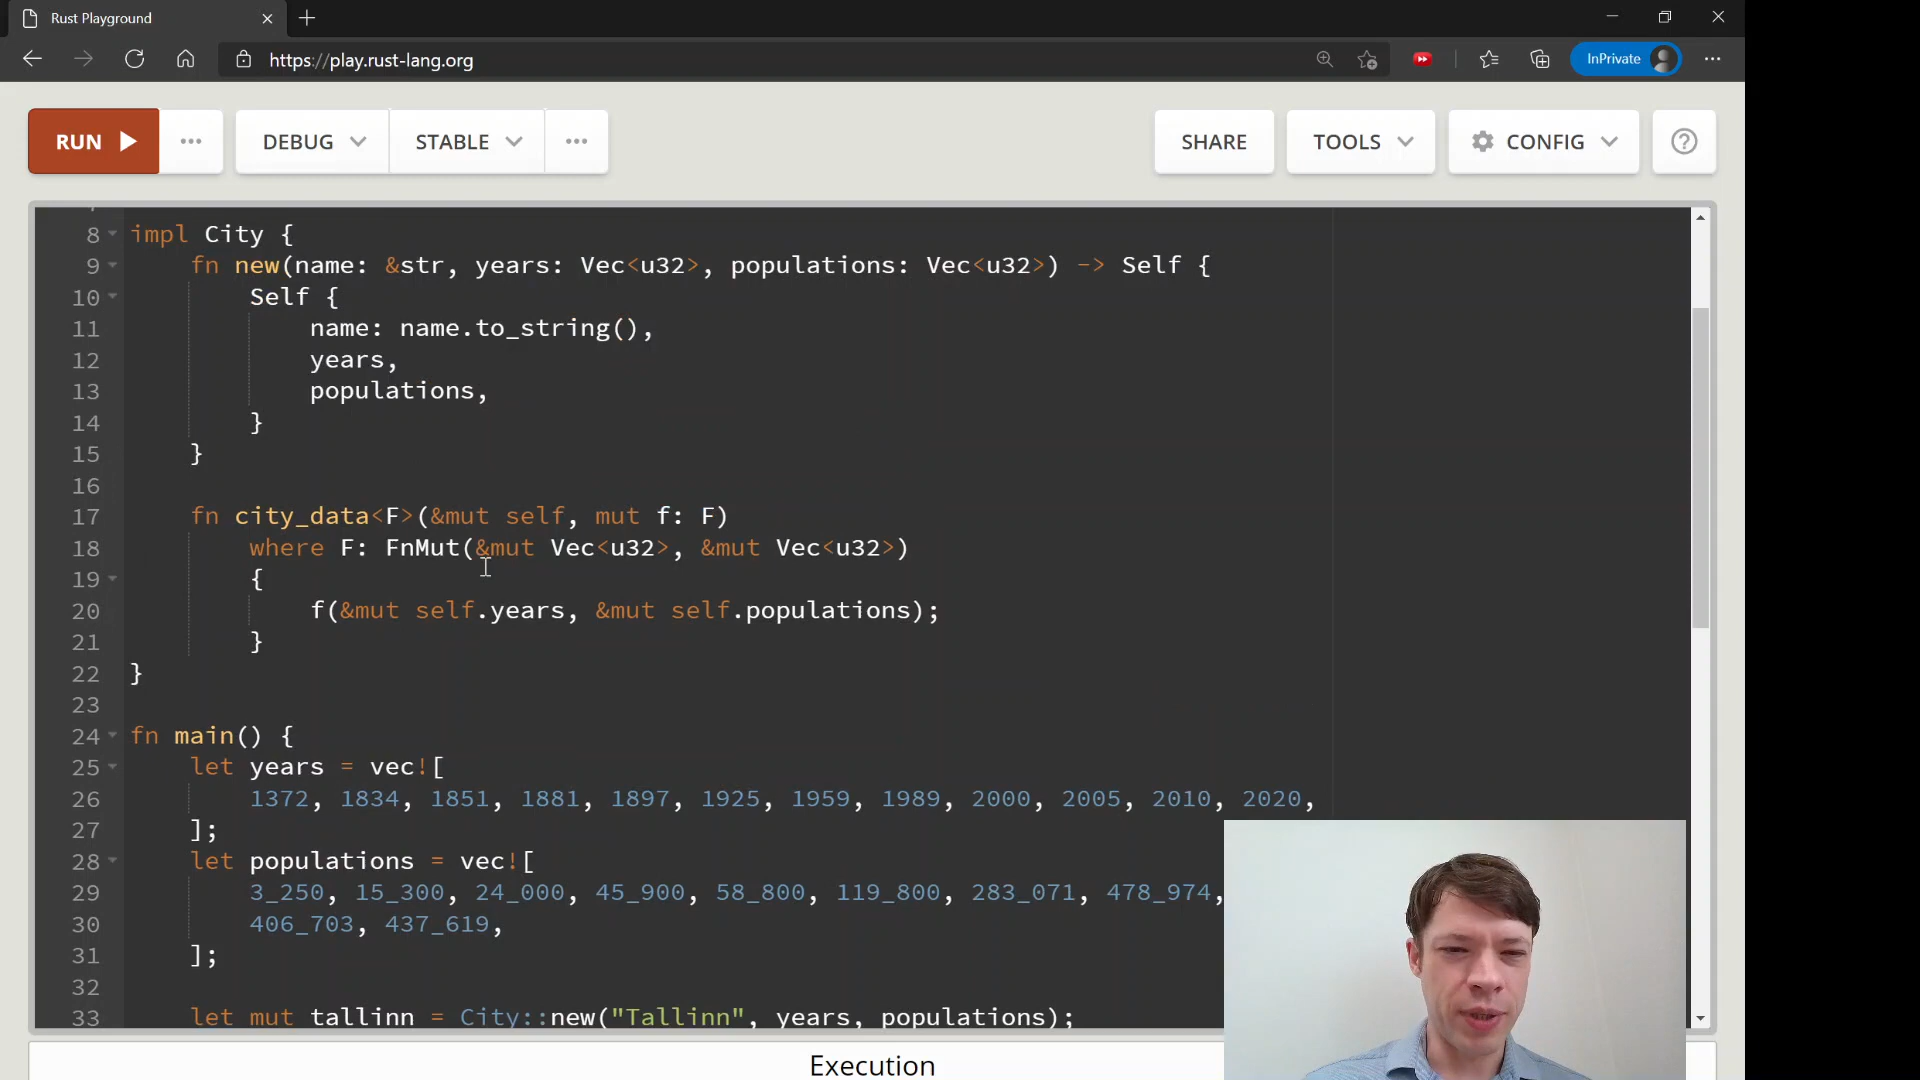 Rust Playground
https://play.rust-lang.org
InPrivate
RUN
DEBUG
STABLE
SHARE
TOOLS
CONFIG
8 impl City {
9 fn new(name: &str, years: Vec<u32>, populations: Vec<u32>) -> Self {
10 Self {
11 name: name.to_string(),
12 years,
13 populations,
14 }
15 }
16
17 fn city_data<F>(&mut self, mut f: F)
18 where F: FnMut(&mut Vec<u32>, &mut Vec<u32>)
19 {
20 f(&mut self.years, &mut self.populations);
21 }
22 }
23
24 fn main() {
25 let years = vec![
26 1372, 1834, 1851, 1881, 1897, 1925, 1959, 1989, 2000, 2005, 2010, 2020,
27 ];
28 let populations = vec![
29 3_250, 15_300, 24_000, 45_900, 58_800, 119_800, 283_071, 478_974,
30 406_703, 437_619,
31 ];
32
33 let mut tallinn = City::new("Tallinn", years, populations);
Execution